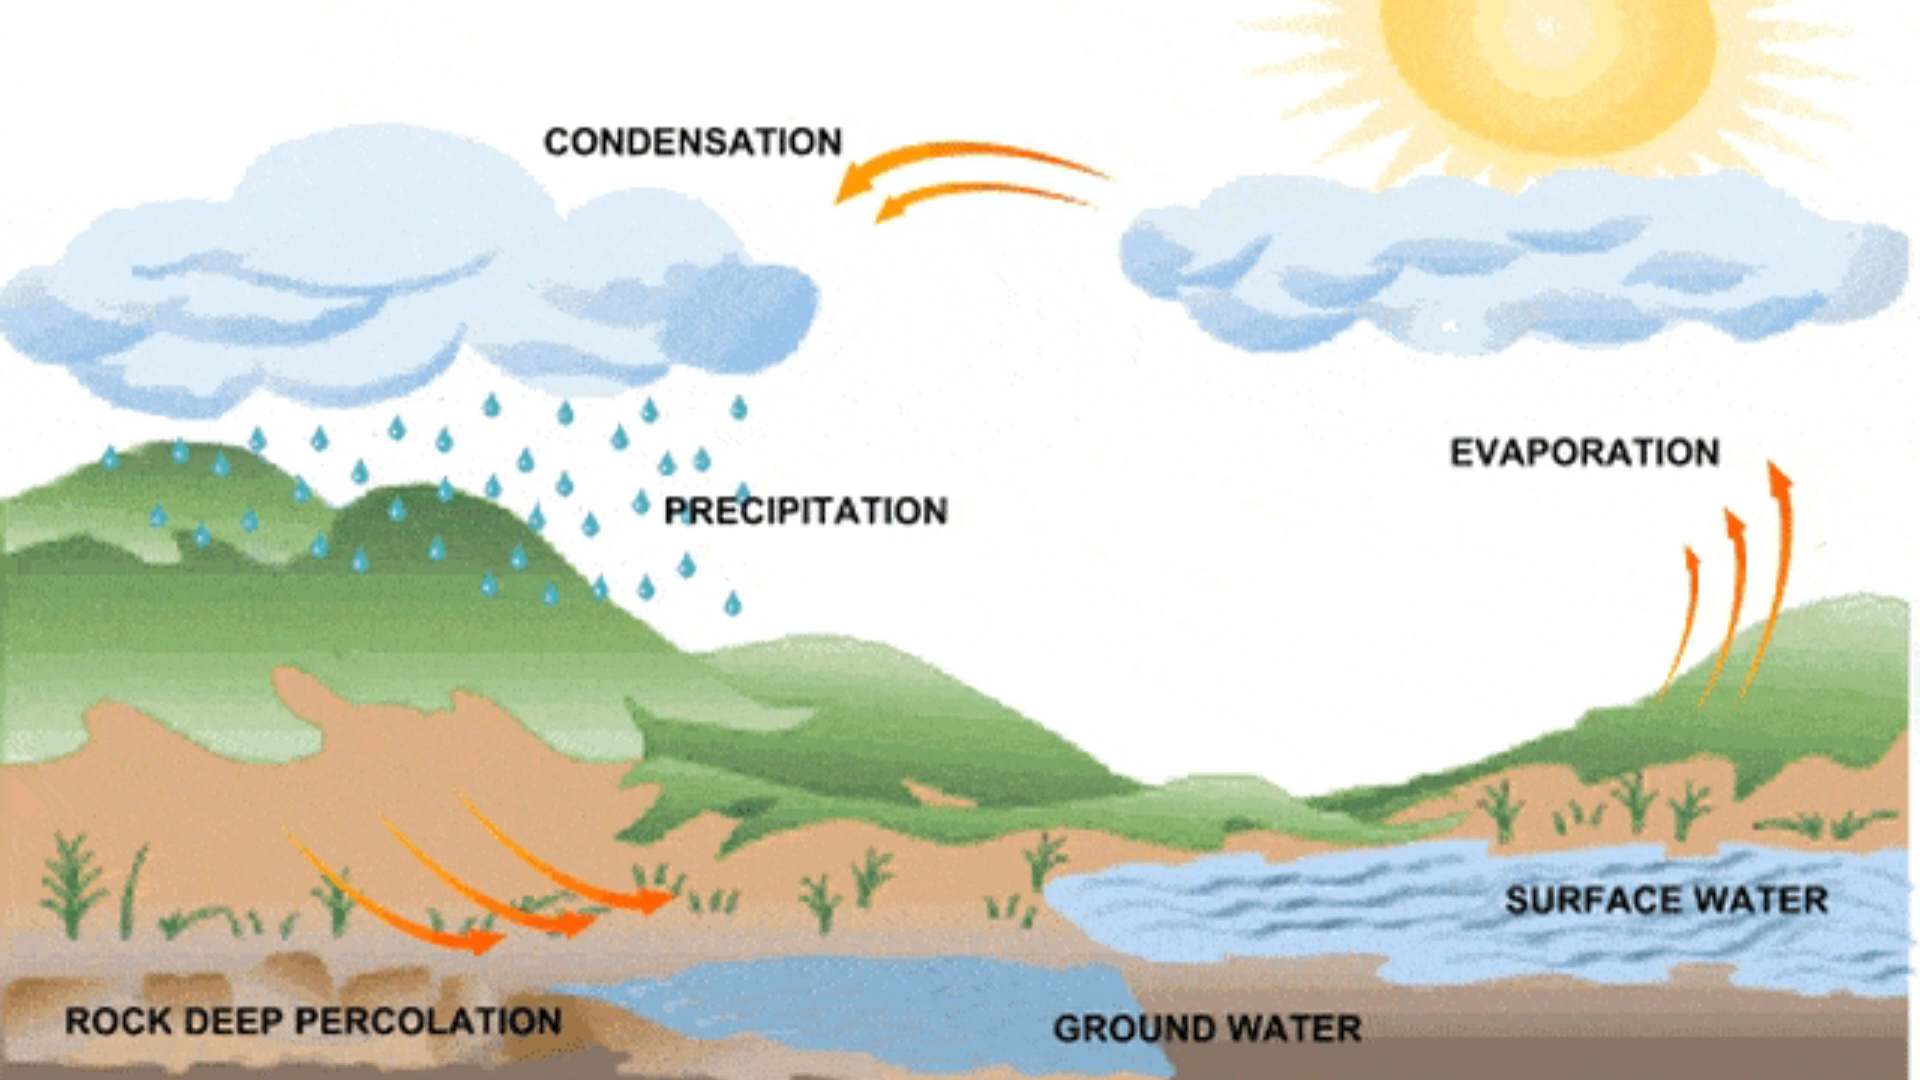 CONDENSATION
EVAPORATION
PRECIPITATION
SURFACE WATER
ROCK DEEP PERCOLATION
GROUND WATER